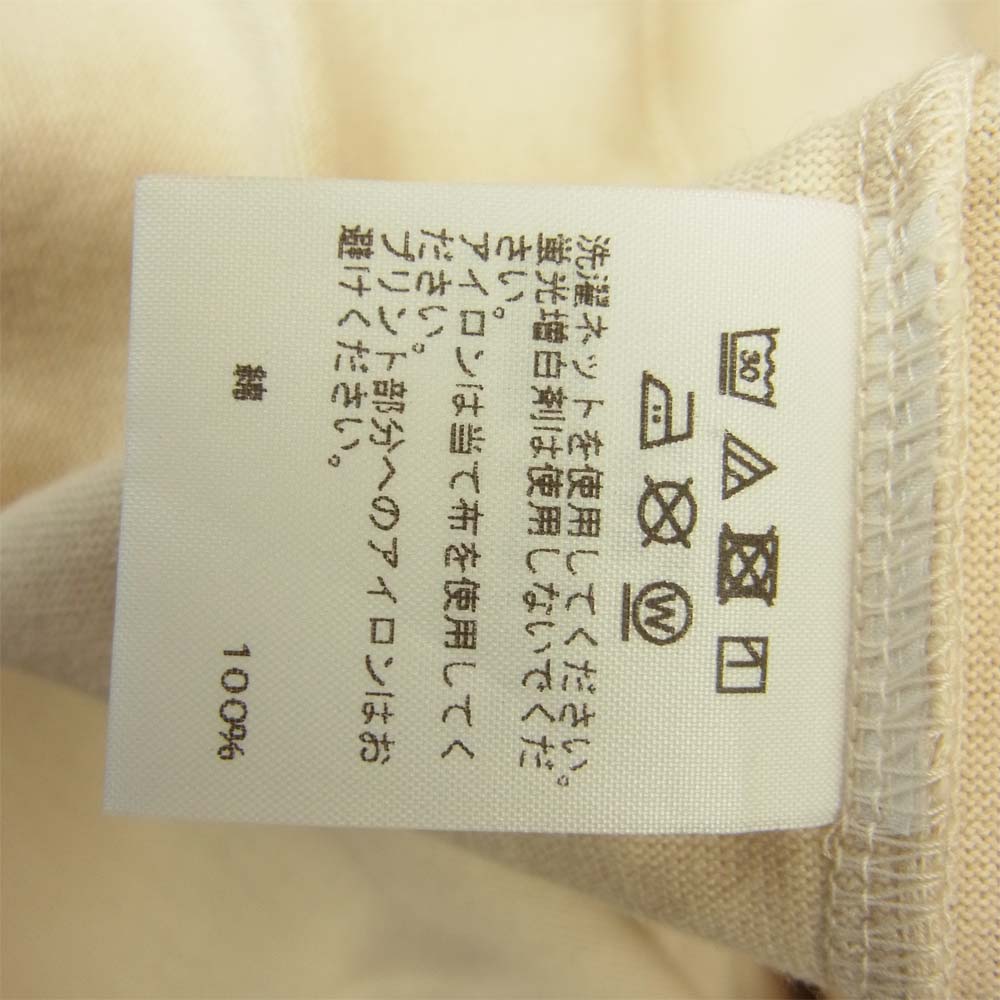 30
W
洗濯ネットを使用してください。
蛍光増白剤は使用しないでくだ
さい。
アイロンは当て布を使用してく
ださい。
プリント部分へのアイロンはお
避けください。
綿 100%